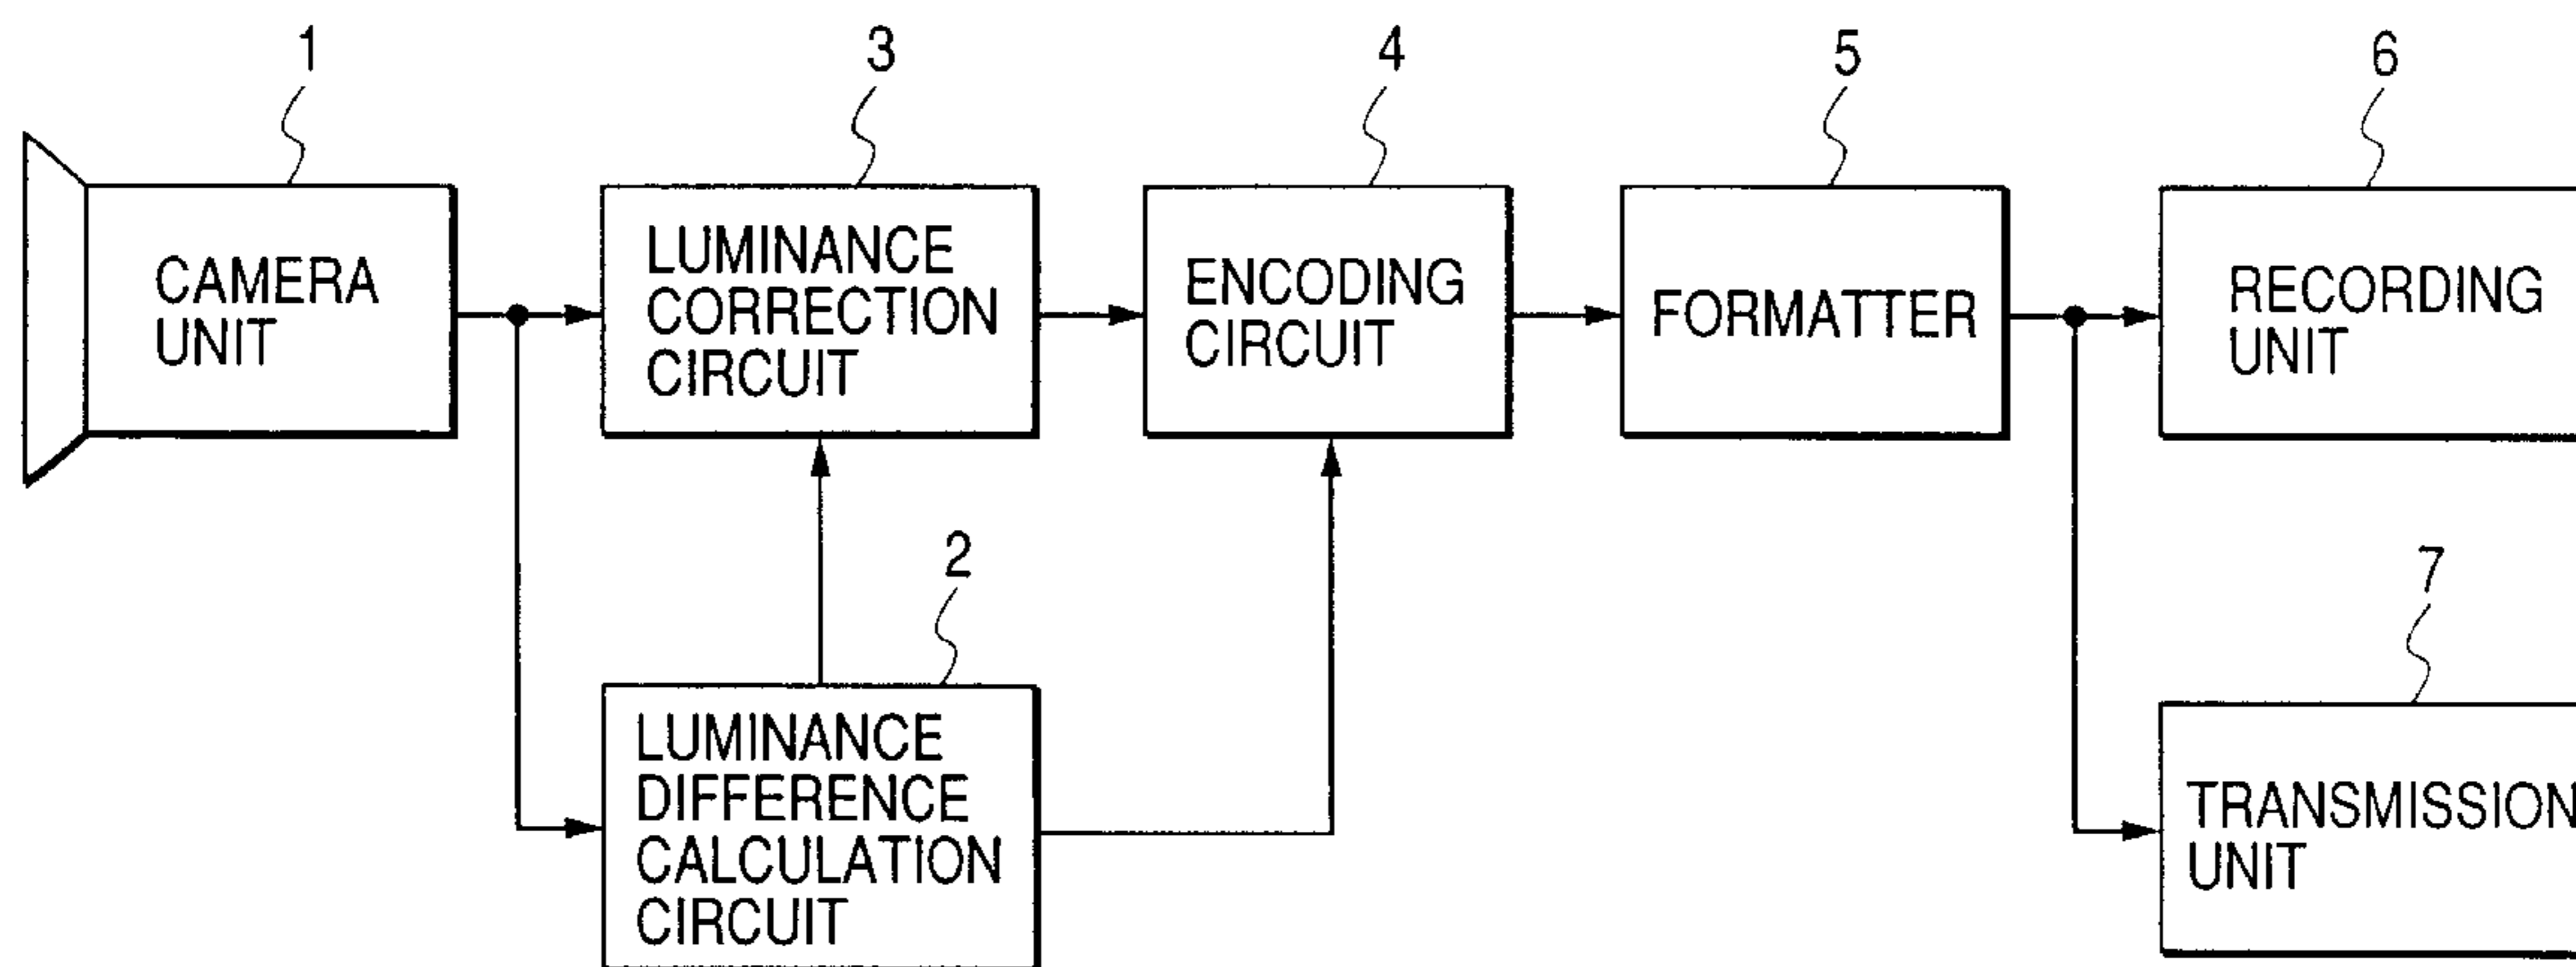 1
3
4
5
6
CAMERA
UNIT
LUMINANCE
CORRECTION
CIRCUIT
ENCODING
CIRCUIT
FORMATTER
RECORDING
UNIT
2
7
LUMINANCE
DIFFERENCE
CALCULATION
CIRCUIT
TRANSMISSION
UNIT